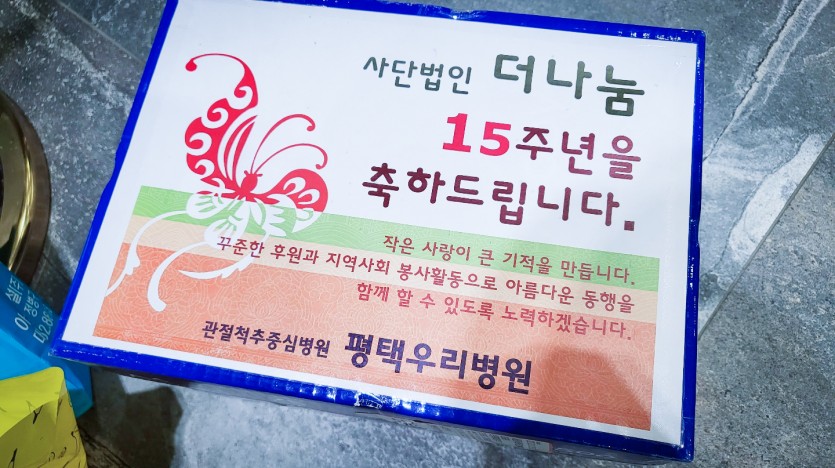 사단법인 더나눔
15주년을
축하드립니다.
작은 사랑이 큰 기적을 만듭니다.
꾸준한 후원과 지역사회 봉사활동으로 아름다운 동행을
함께 할 수 있도록 노력하겠습니다.
관절척추중심병원 평택우리병원